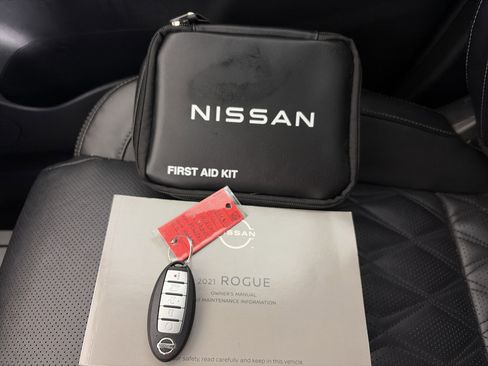 NISSAN
FIRST AID KIT
NISSAN
2021 ROGUE
OWNER'S MANUAL
MAINTENANCE INFORMATION
safety, read carefully and keep in this vehicle.
NISSAN